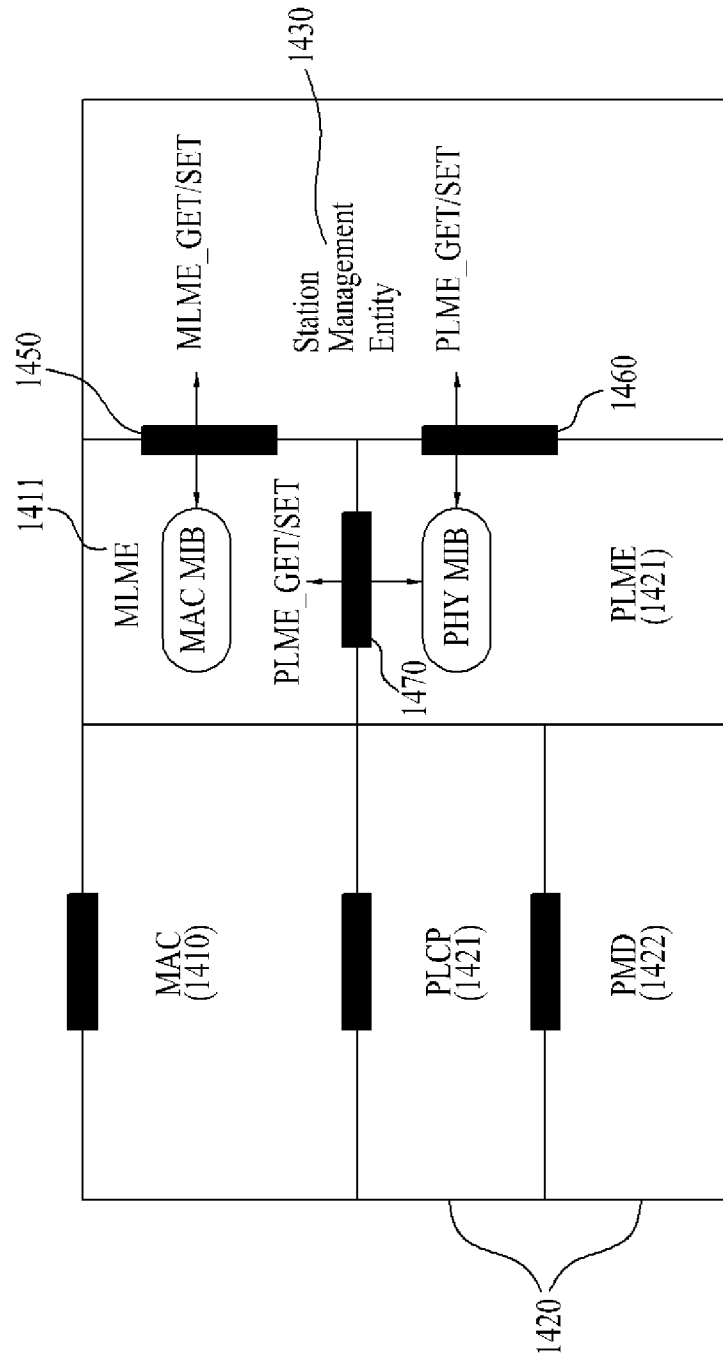 1411
1450
MLME
MAC
(1410)
MAC MIB
MLME_GET/SET
PLME_GET/SET
Station
Management
Entity
1430
1470
PLCP
(1421)
PHY MIB
PLME_GET/SET
1420
PMD
(1422)
PLME
(1421)
1460